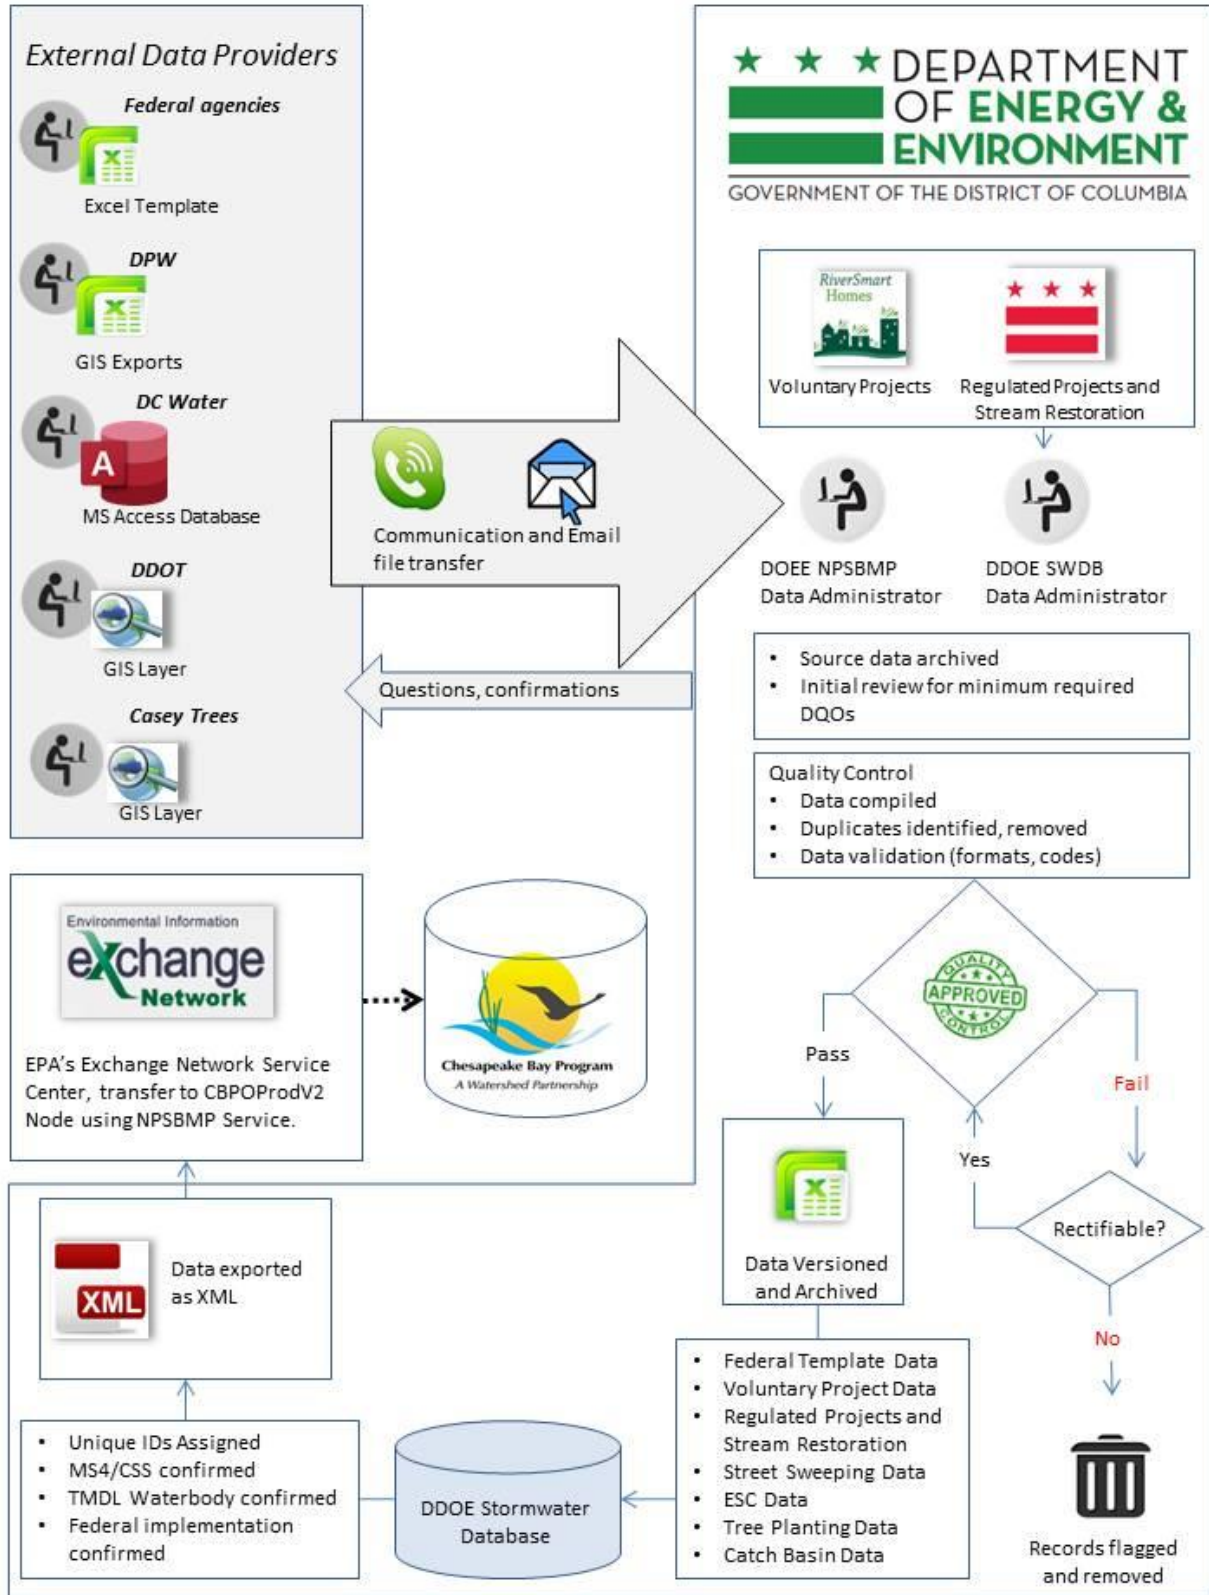 External Data Providers
Federal agencies
Excel Template
DPW
GIS Exports
DC Water
A
MS Access Database
DDOT
GIS Layer
Casey Trees
GIS Layer
Communication and Email
file transfer
Questions, confirmations
DEPARTMENT
OF ENERGY &
ENVIRONMENT
GOVERNMENT OF THE DISTRICT OF COLUMBIA
RiverSmart
Homes
Voluntary Projects
Regulated Projects and
Stream Restoration
DOEE NPSBMP
Data Administrator
DDOE SWDB
Data Administrator
• Source data archived
• Initial review for minimum required
DQOs
Quality Control
• Data compiled
• Duplicates identified, removed
• Data validation (formats, codes)
QUALITY
APPROVED
CONTROL
Pass
Fail
Yes
Rectifiable?
No
Records flagged
and removed
Data Versioned
and Archived
• Federal Template Data
• Voluntary Project Data
• Regulated Projects and
Stream Restoration
• Street Sweeping Data
• ESC Data
• Tree Planting Data
• Catch Basin Data
DDOE Stormwater
Database
• Unique IDs Assigned
• MS4/CSS confirmed
• TMDL Waterbody confirmed
• Federal implementation
confirmed
XML
Data exported
as XML
Environmental Information
eXchange
Network
EPA’s Exchange Network Service
Center, transfer to CBPOProdV2
Node using NPSBMP Service.
Chesapeake Bay Program
A Watershed Partnership